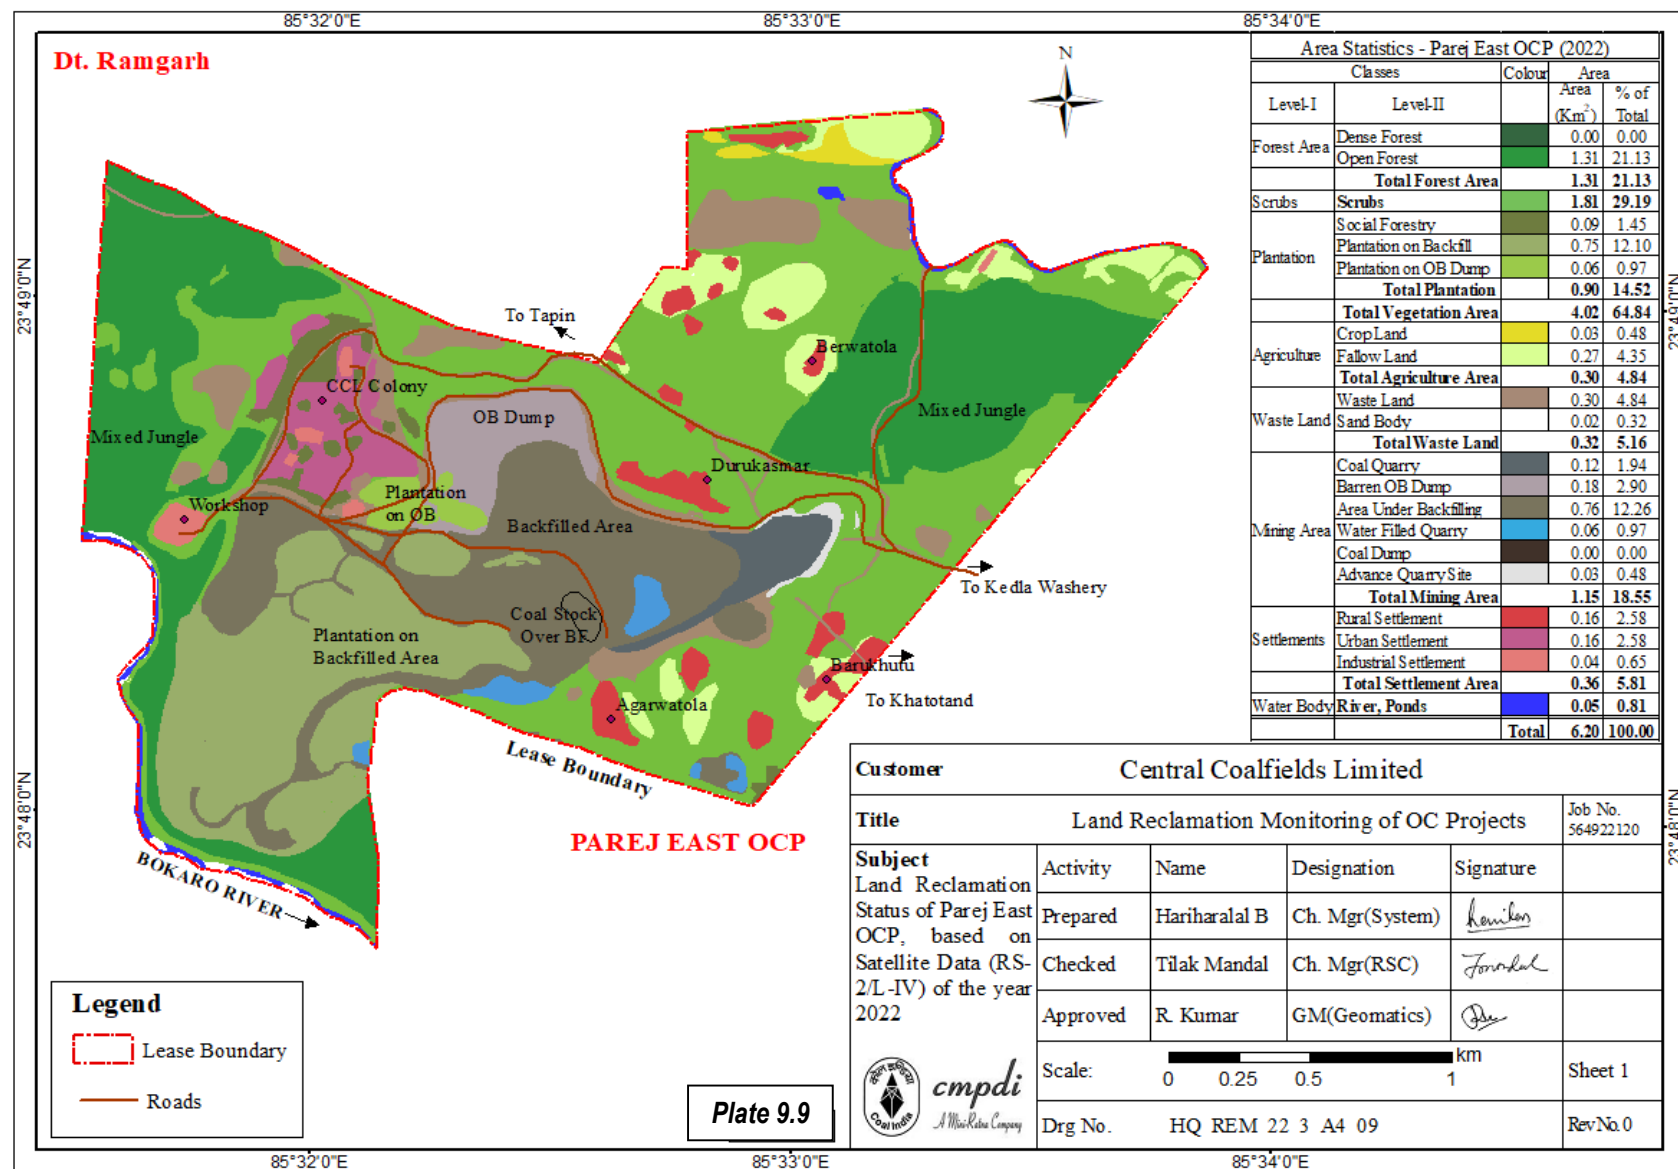 85°32'0"E 85°33'0"E 85°34'0"E
Dt. Ramgarh
N
23°49'0"N
23°48'0"N
To Tapin
Berwatola
CCL Colony
OB Dump
Mixed Jungle
Mixed Jungle
Durukasmar
Plantation
on OB
Workshop
Backfilled Area
To Kedla Washery
Coal Stock
Over BF
Plantation on
Backfilled Area
Barukhutu
To Khatotand
Agarwatola
Lease Boundary
PAREJ EAST OCP
BOKARO RIVER
Legend
Lease Boundary
Roads
Plate 9.9
85°32'0"E 85°33'0"E 85°34'0"E
Area Statistics - Parej East OCP (2022)
Classes Colour Area
Level-I Level-II Area (Km2) % of Total
Forest Area Dense Forest 0.00 0.00
Open Forest 1.31 21.13
Total Forest Area 1.31 21.13
Scrubs Scrubs 1.81 29.19
Plantation Social Forestry 0.09 1.45
Plantation on Backfill 0.75 12.10
Plantation on OB Dump 0.06 0.97
Total Plantation 0.90 14.52
Total Vegetation Area 4.02 64.84
Agriculture Crop Land 0.03 0.48
Fallow Land 0.27 4.35
Total Agriculture Area 0.30 4.84
Waste Land Waste Land 0.30 4.84
Sand Body 0.02 0.32
Total Waste Land 0.32 5.16
Mining Area Coal Quarry 0.12 1.94
Barren OB Dump 0.18 2.90
Area Under Backfilling 0.76 12.26
Water Filled Quarry 0.06 0.97
Coal Dump 0.00 0.00
Advance Quarry Site 0.03 0.48
Total Mining Area 1.15 18.55
Settlements Rural Settlement 0.16 2.58
Urban Settlement 0.16 2.58
Industrial Settlement 0.04 0.65
Total Settlement Area 0.36 5.81
Water Body River, Ponds 0.05 0.81
Total 6.20 100.00
23°49'0"N
23°48'0"N
Customer Central Coalfields Limited
Title Land Reclamation Monitoring of OC Projects Job No. 564922120
Subject
Land Reclamation
Status of Parej East
OCP, based on
Satellite Data (RS-
2/L-IV) of the year
2022
Activity Name Designation Signature
Prepared Hariharalal B Ch. Mgr(System)
Checked Tilak Mandal Ch. Mgr(RSC)
Approved R. Kumar GM(Geomatics)
Scale: 0 0.25 0.5 1 km Sheet 1
Drg No. HQ REM 22 3 A4 09 Rev No. 0
कोल इण्डिया
Coal India
cmpdi
A Mini-Ratna Company